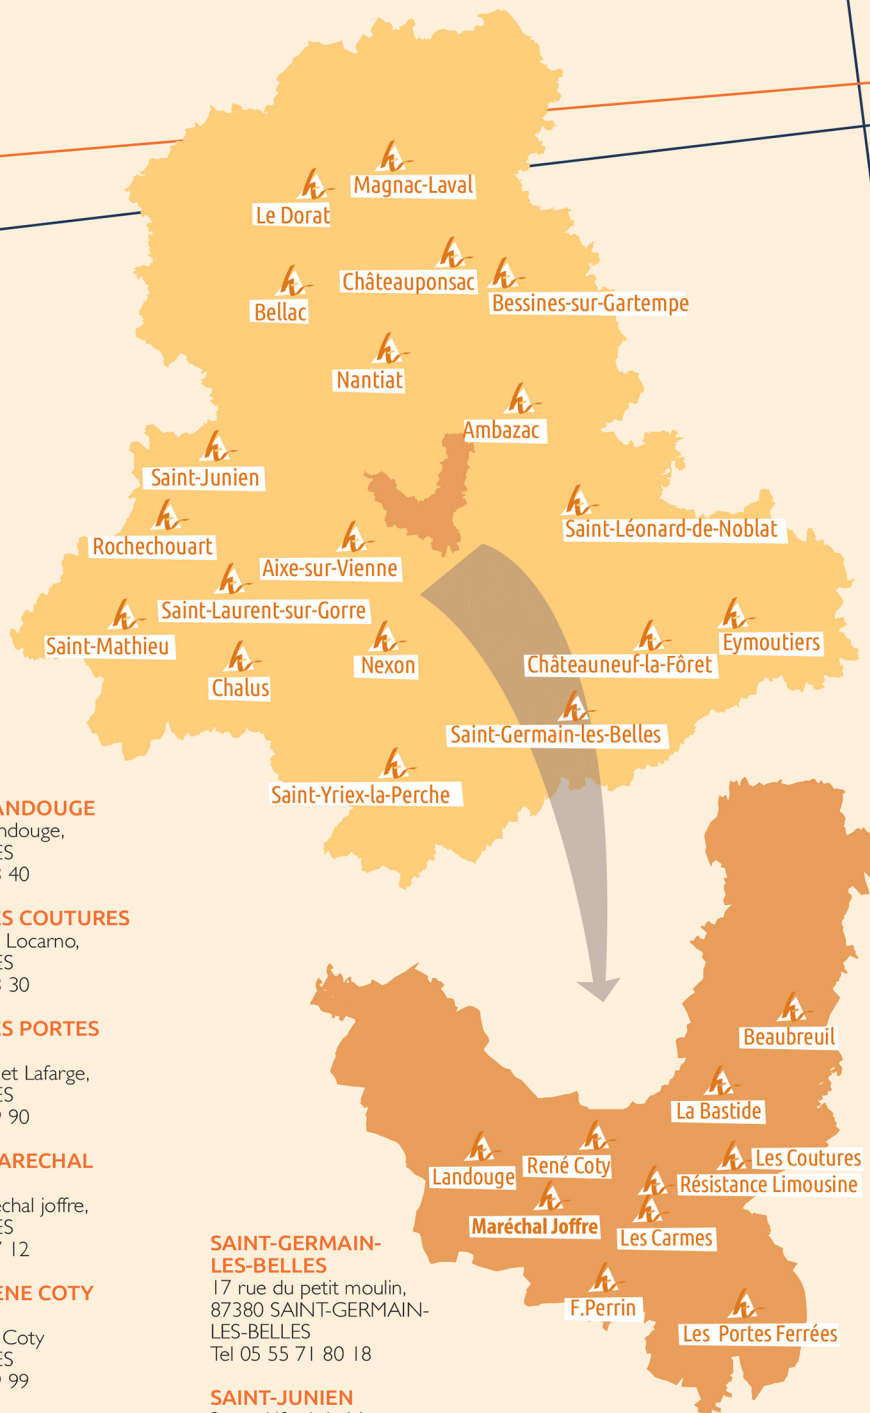 Magnac-Laval
Le Dorat
Châteauponsac
Bessines-sur-Gartempe
Bellac
Nantiat
Ambazac
Saint-Junien
Saint-Léonard-de-Noblat
Rochechouart
Aixe-sur-Vienne
Saint-Laurent-sur-Gorre
Saint-Mathieu
Nexon
Châteauneuf-la-Fôret
Eymoutiers
Chalus
Saint-Germain-les-Belles
Saint-Yriex-la-Perche
ANDOUGE
ndouge,
ES
40
ES COUTURES
Locarno,
ES
30
ES PORTES
et Lafarge,
ES
90
ARECHAL
échal joffre,
ES
12
ENE COTY
Coty
ES
99
SAINT-GERMAIN-
LES-BELLES
17 rue du petit moulin,
87380 SAINT-GERMAIN-
LES-BELLES
Tel 05 55 71 80 18
SAINT-JUNIEN
Beaubreuil
La Bastide
Les Coutures
René Coty
Landouge
Résistance Limousine
Maréchal Joffre
Les Carmes
F.Perrin
Les Portes Ferrées